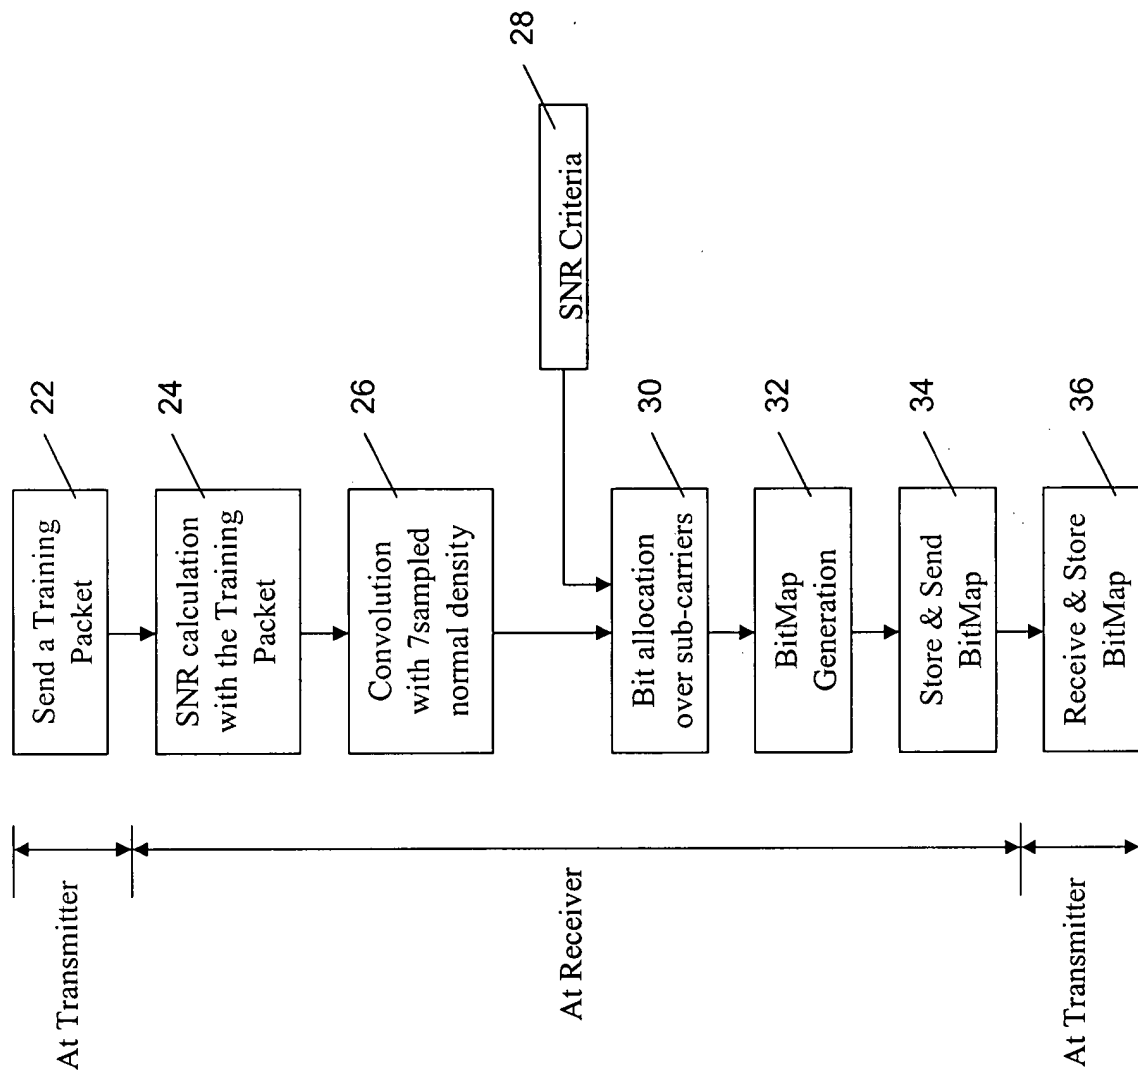 At Transmitter
Send a Training
Packet
22
At Receiver
SNR calculation
with the Training
Packet
24
Convolution
with 7sampled
normal density
26
SNR Criteria
28
Bit allocation
over sub-carriers
30
BitMap
Generation
32
Store & Send
BitMap
34
At Transmitter
Receive & Store
BitMap
36